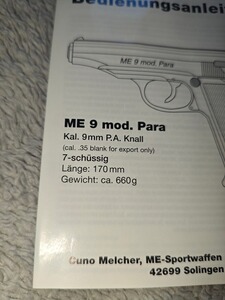 Bedienungsanlei
ME 9 mod. Para
ME 9 mod. Para
Kal. 9mm P.A. Knall
(cal. .35 blank for export only)
7-schüssig
Länge: 170mm
Gewicht: ca. 660g
Cuno Melcher, ME-Sportwaffen
42699 Solingen